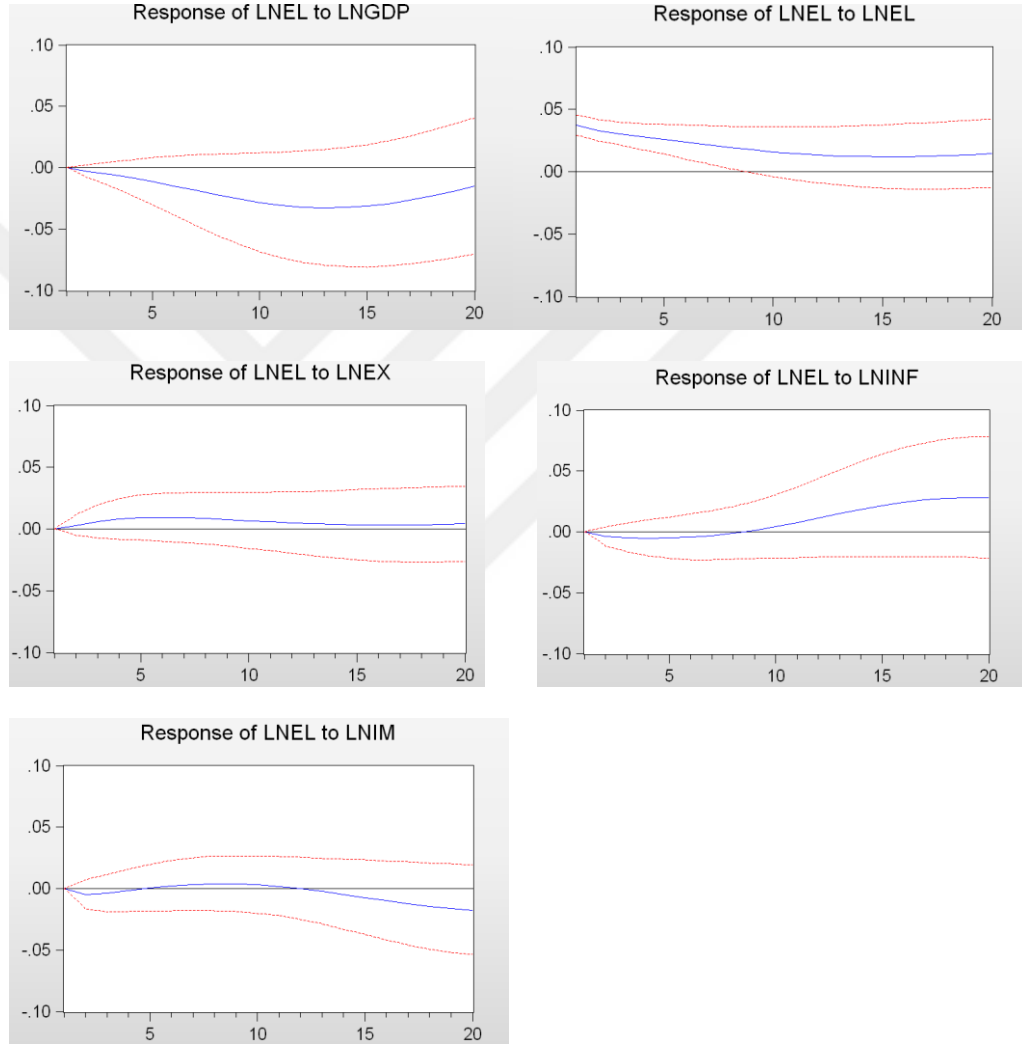 Response of LNEL to LNGDP
.10
.05
.00
-.05
-.10
5 10 15 20
Response of LNEL to LNEL
.10
.05
.00
-.05
-.10
5 10 15 20
Response of LNEL to LNEX
.10
.05
.00
-.05
-.10
5 10 15 20
Response of LNEL to LNINF
.10
.05
.00
-.05
-.10
5 10 15 20
Response of LNEL to LNIM
.10
.05
.00
-.05
-.10
5 10 15 20